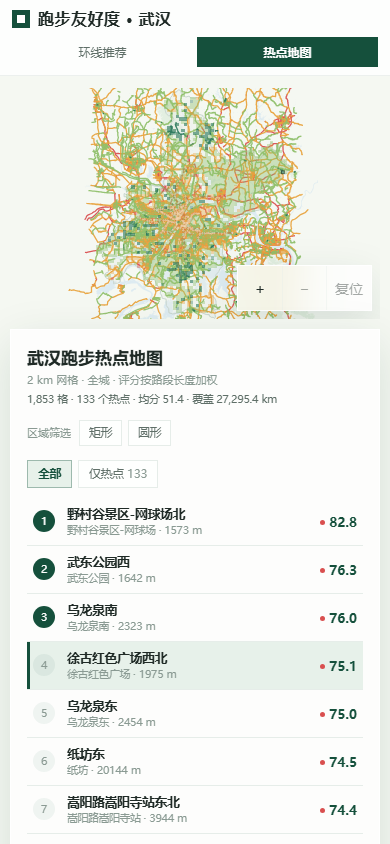 跑步友好度 • 武汉
环线推荐
热点地图
+ − 复位
武汉跑步热点地图
2 km 网格 · 全城 · 评分按路段长度加权
1,853 格 · 133 个热点 · 均分 51.4 · 覆盖 27,295.4 km
区域筛选 矩形 圆形
全部 仅热点 133
1 野村谷景区-网球场北 82.8
野村谷景区-网球场 · 1573 m
2 武东公园西 76.3
武东公园 · 1642 m
3 乌龙泉南 76.0
乌龙泉南 · 2323 m
4 徐古红色广场西北 75.1
徐古红色广场 · 1975 m
5 乌龙泉东 75.0
乌龙泉东 · 2454 m
6 纸坊东 74.5
纸坊 · 20144 m
7 嵩阳路嵩阳寺站东北 74.4
嵩阳路嵩阳寺站 · 3944 m